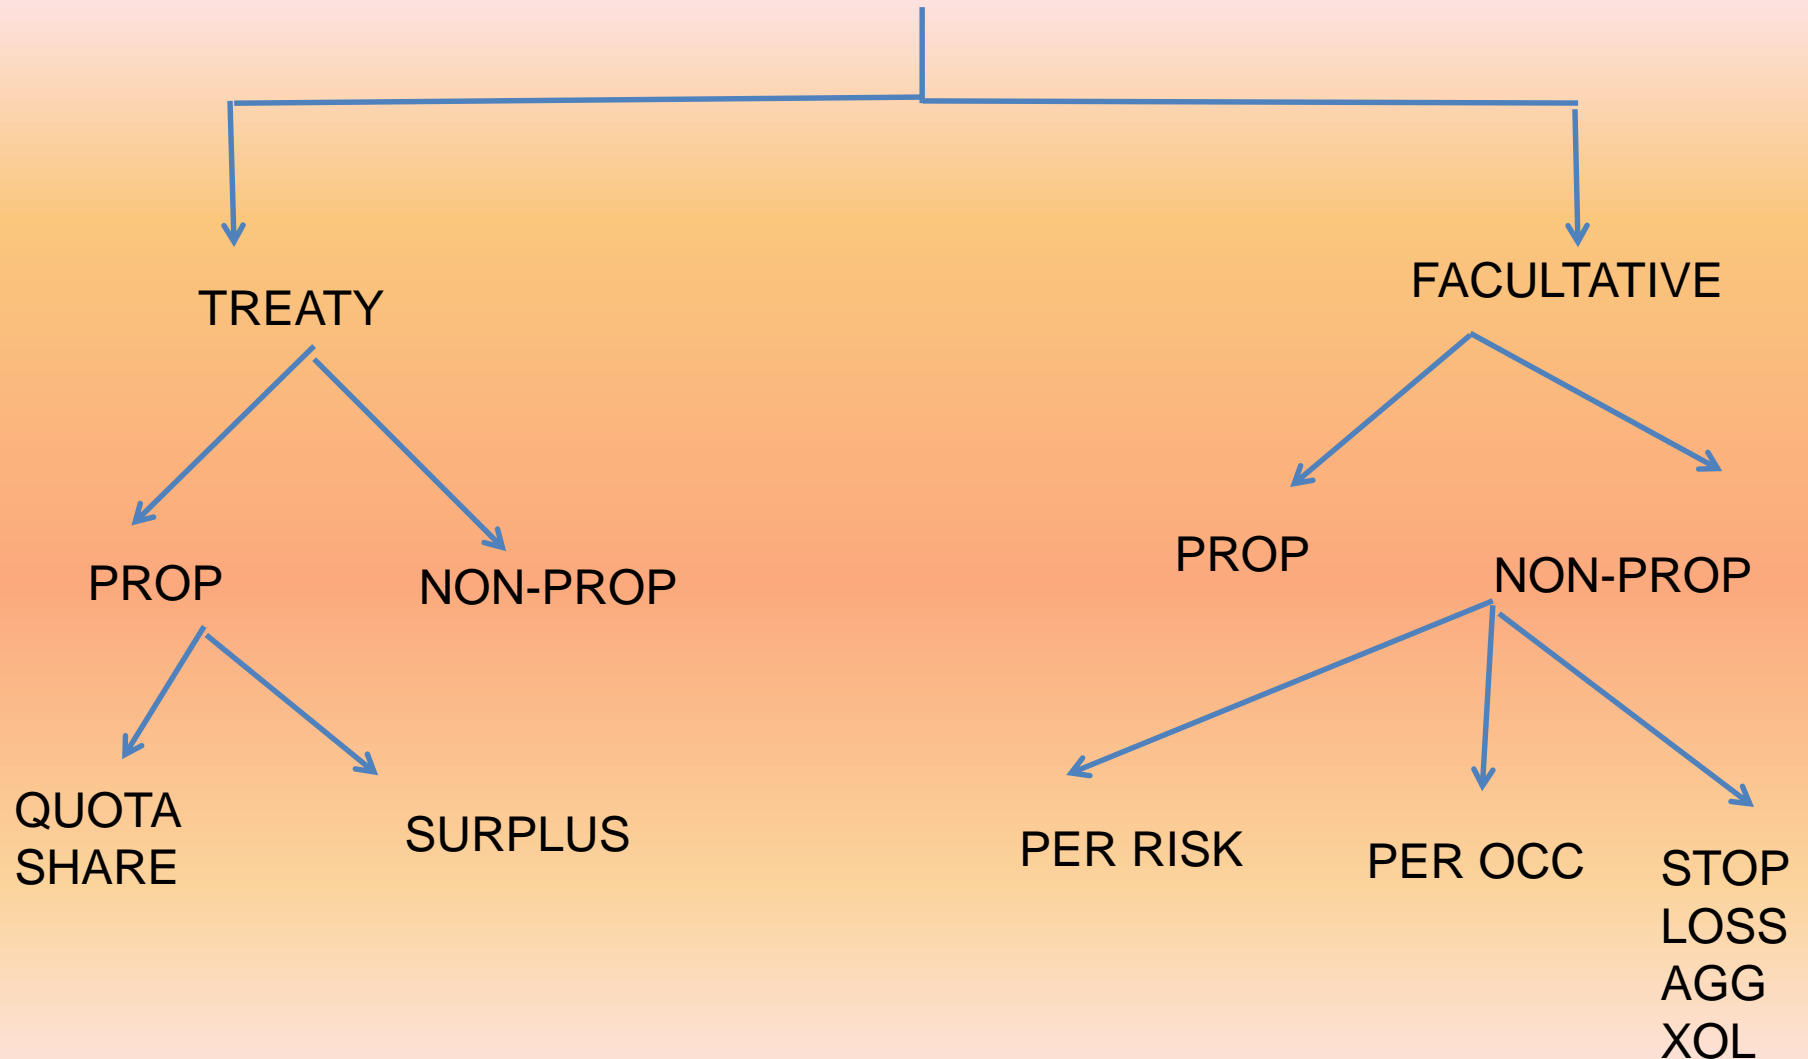 TREATY
FACULTATIVE
PROP
NON-PROP
PROP
NON-PROP
QUOTA
SHARE
SURPLUS
PER RISK
PER OCC
STOP
LOSS
AGG
XOL